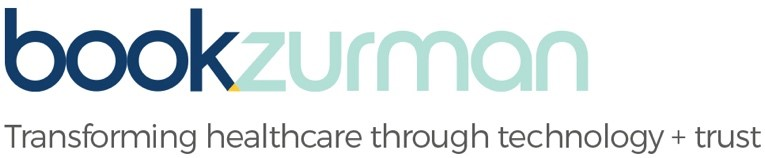 bookzurman
Transforming healthcare through technology + trust